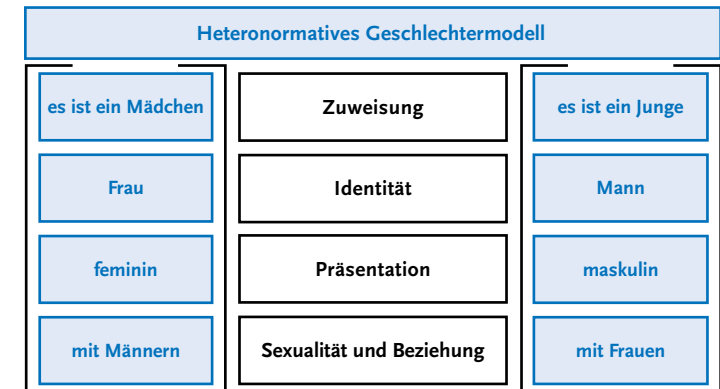 Heteronormatives Geschlechtermodell
es ist ein Mädchen
Zuweisung
es ist ein Junge
Frau
Identität
Mann
feminin
Präsentation
maskulin
mit Männern
Sexualität und Beziehung
mit Frauen